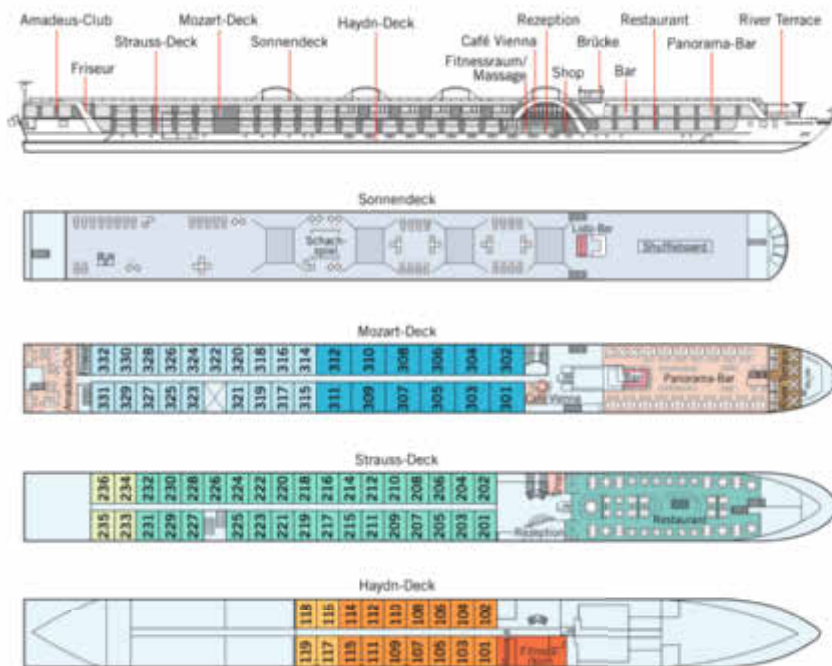 Amadeus-Club
Mozart-Deck
Haydn-Deck
Rezeption
Restaurant
River Terrace
Strauss-Deck
Sonnendeck
Café Vienna
Brücke
Panorama-Bar
Friseur
Fitnessraum/
Massage
Shop
Bar
Sonnendeck
Schach-
spiel
Lido-Bar
Shuffleboard
Mozart-Deck
Amadeus-Club
332 330 328 326 324 322 320 318 316 314 312 310 308 306 304 302
331 329 327 325 323 321 319 317 315 311 309 307 305 303 301
Café Vienna
Panorama-Bar
Strauss-Deck
236 234 232 230 228 226 224 222 220 218 216 214 212 210 208 206 204 202
235 233 231 229 227 225 223 221 219 217 215 211 209 207 205 203 201
Rezeption
Restaurant
Haydn-Deck
118 116 114 112 110 108 106 104 102
119 117 115 111 109 107 105 103 101